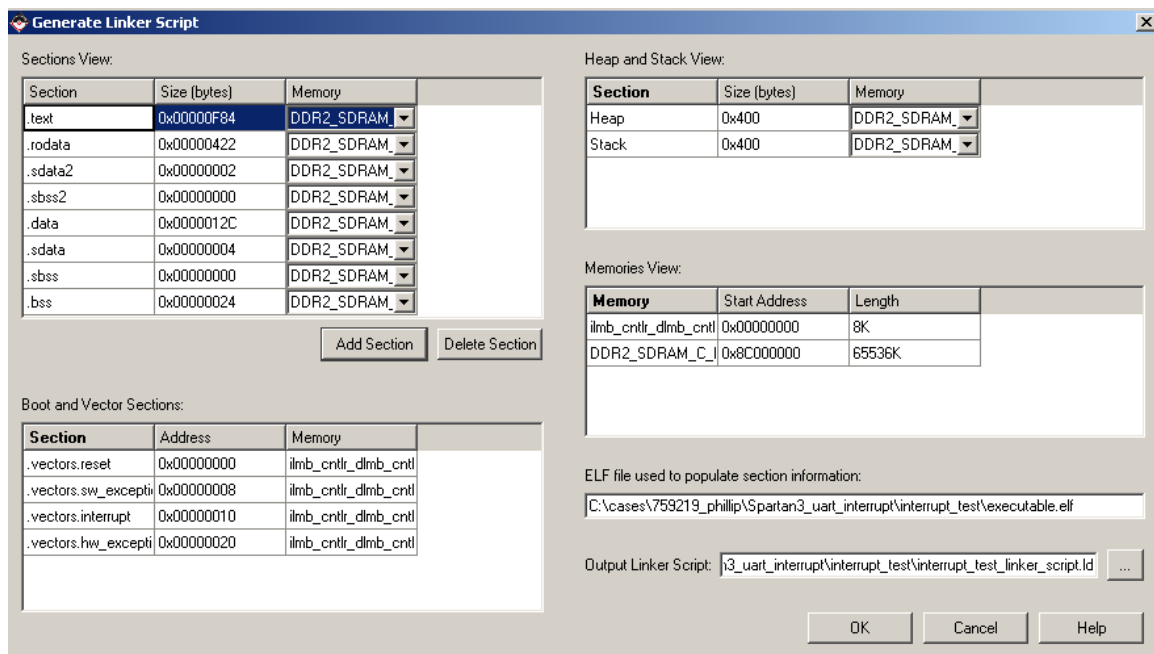 Generate Linker Script
Sections View:
Section Size (bytes) Memory
.text 0x00000F84 DDR2_SDRAM_
.rodata 0x00000422 DDR2_SDRAM_
.sdata2 0x00000002 DDR2_SDRAM_
.sbss2 0x00000000 DDR2_SDRAM_
.data 0x0000012C DDR2_SDRAM_
.sdata 0x00000004 DDR2_SDRAM_
.sbss 0x00000000 DDR2_SDRAM_
.bss 0x00000024 DDR2_SDRAM_
Add Section Delete Section
Boot and Vector Sections:
Section Address Memory
.vectors.reset 0x00000000 ilmb_cntlr_dlmb_cntl
.vectors.sw_excepti 0x00000008 ilmb_cntlr_dlmb_cntl
.vectors.interrupt 0x00000010 ilmb_cntlr_dlmb_cntl
.vectors.hw_excepti 0x00000020 ilmb_cntlr_dlmb_cntl
Heap and Stack View:
Section Size (bytes) Memory
Heap 0x400 DDR2_SDRAM_
Stack 0x400 DDR2_SDRAM_
Memories View:
Memory Start Address Length
ilmb_cntlr_dlmb_cntl 0x00000000 8K
DDR2_SDRAM_C_I 0x8C000000 65536K
ELF file used to populate section information:
C:\cases\759219_phillip\Spartan3_uart_interrupt\interrupt_test\executable.elf
Output Linker Script: n3_uart_interrupt\interrupt_test\interrupt_test_linker_script.ld ...
OK Cancel Help